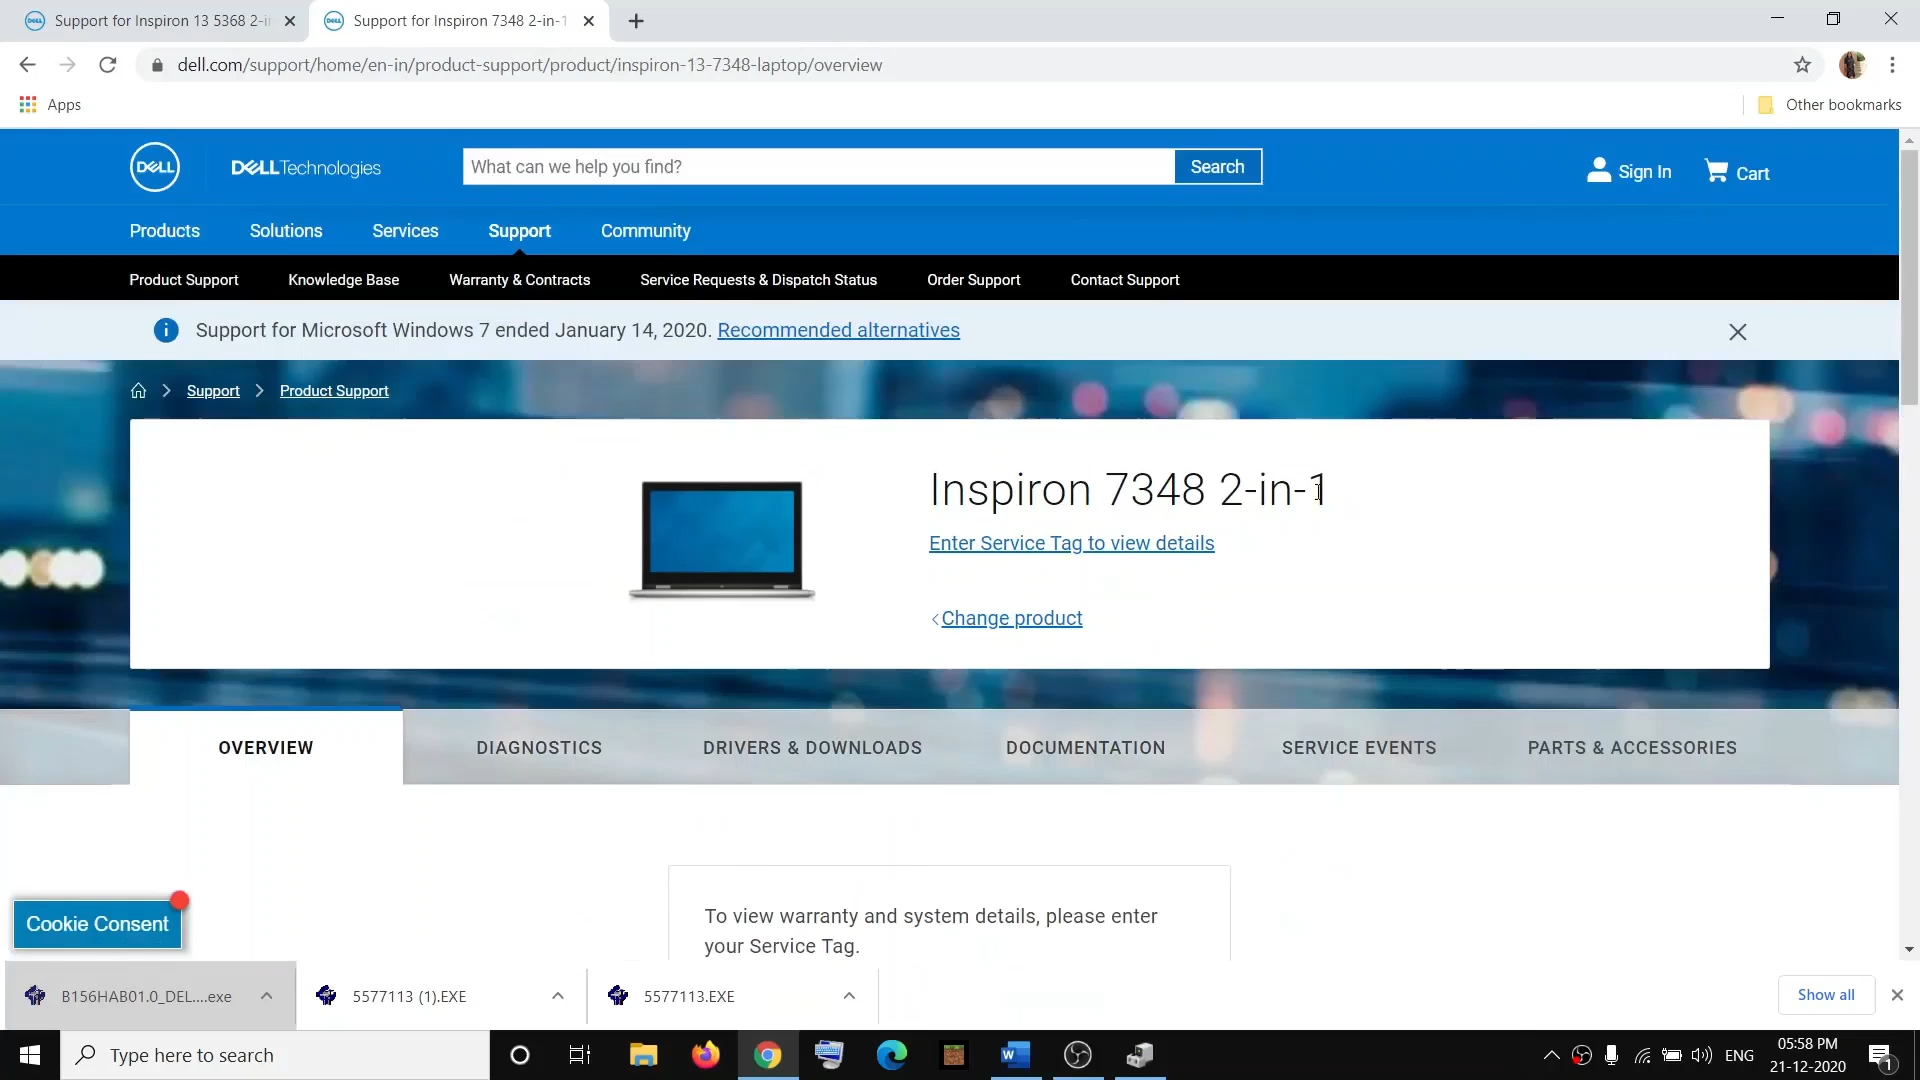 Support for Inspiron 13 5368 2-i
Support for Inspiron 7348 2-in-1
dell.com/support/home/en-in/product-support/product/inspiron-13-7348-laptop/overview
Apps
Other bookmarks
DELL
DELLTechnologies
What can we help you find?
Search
Sign In
Cart
Products
Solutions
Services
Support
Community
Product Support
Knowledge Base
Warranty & Contracts
Service Requests & Dispatch Status
Order Support
Contact Support
Support for Microsoft Windows 7 ended January 14, 2020. Recommended alternatives
Support
Product Support
Inspiron 7348 2-in-1
Enter Service Tag to view details
Change product
OVERVIEW
DIAGNOSTICS
DRIVERS & DOWNLOADS
DOCUMENTATION
SERVICE EVENTS
PARTS & ACCESSORIES
To view warranty and system details, please enter
your Service Tag.
Cookie Consent
B156HAB01.0_DEL....exe
5577113 (1).EXE
5577113.EXE
Show all
Type here to search
ENG
05:58 PM
21-12-2020
1